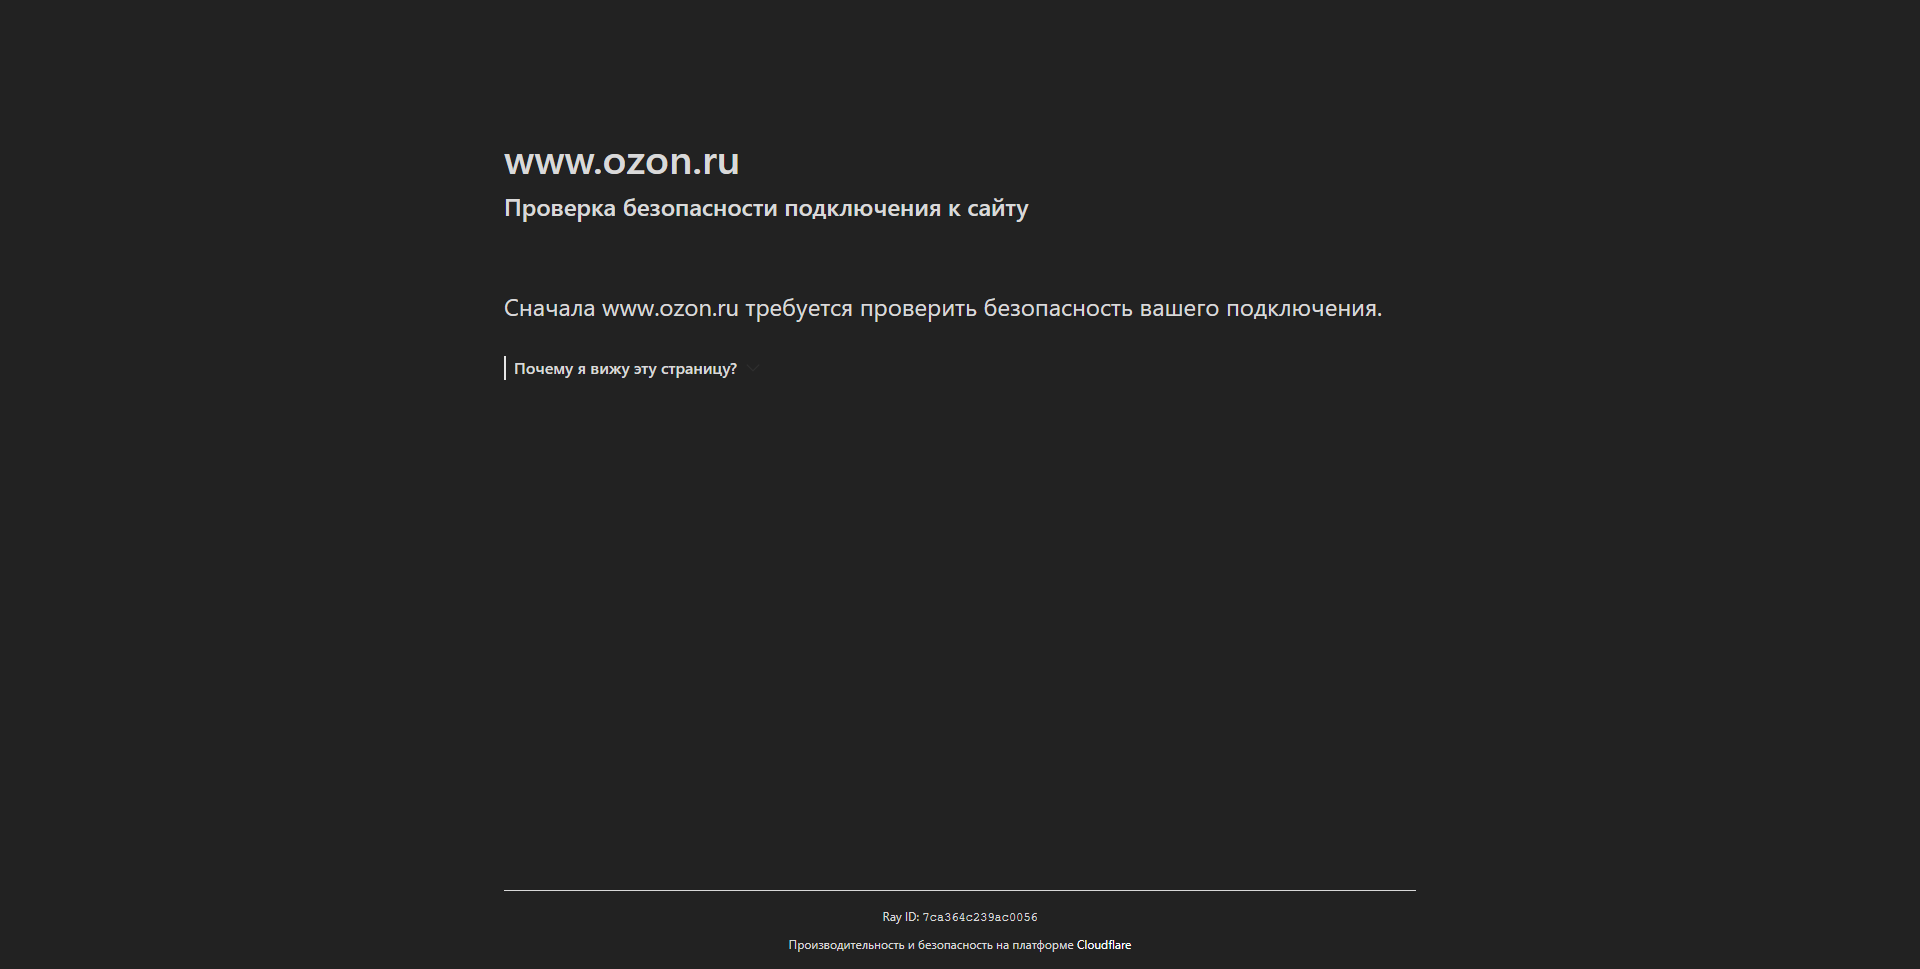 www.ozon.ru
Проверка безопасности подключения к сайту
Сначала www.ozon.ru требуется проверить безопасность вашего подключения.
Почему я вижу эту страницу?
Ray ID: 7ca364c239ac0056
Производительность и безопасность на платформе Cloudflare